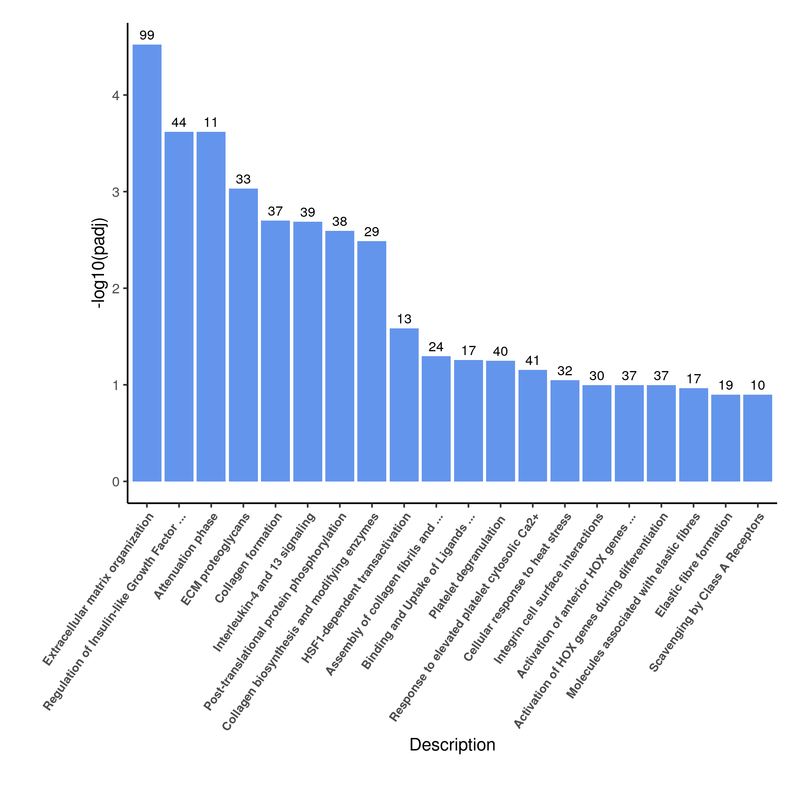 99
44
11
33
37
39
38
29
13
24
17
40
41
32
30
37
37
17
19
10
-log10(padj)
4
3
2
1
0
Extracellular matrix organization
Regulation of Insulin-like Growth Factor ...
Attenuation phase
ECM proteoglycans
Collagen formation
Interleukin-4 and 13 signaling
Post-translational protein phosphorylation
Collagen biosynthesis and modifying enzymes
HSF1-dependent transactivation
Assembly of collagen fibrils and ...
Binding and Uptake of Ligands ...
Platelet degranulation
Response to elevated platelet cytosolic Ca2+
Cellular response to heat stress
Integrin cell surface interactions
Activation of anterior HOX genes ...
Activation of HOX genes during differentiation
Molecules associated with elastic fibres
Elastic fibre formation
Scavenging by Class A Receptors
Description